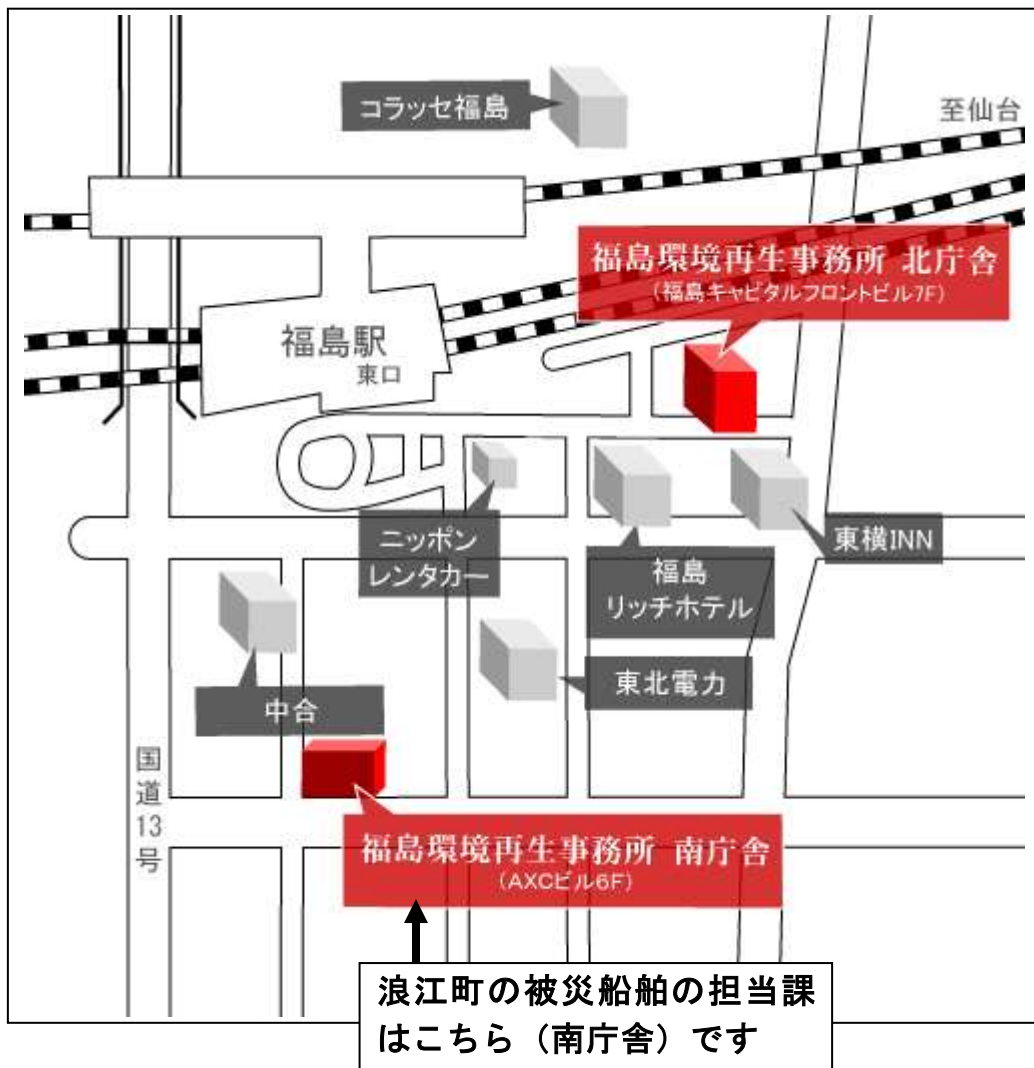 コラッセ福島
至仙台
福島環境再生事務所 北庁舎
(福島キャピタルフロントビル7F)
福島駅
東口
ニッポン
レンタカー
福島
リッチホテル
東横INN
中合
東北電力
国道13号
福島環境再生事務所 南庁舎
(AXCビル6F)
浪江町の被災船舶の担当課
はこちら（南庁舎）です